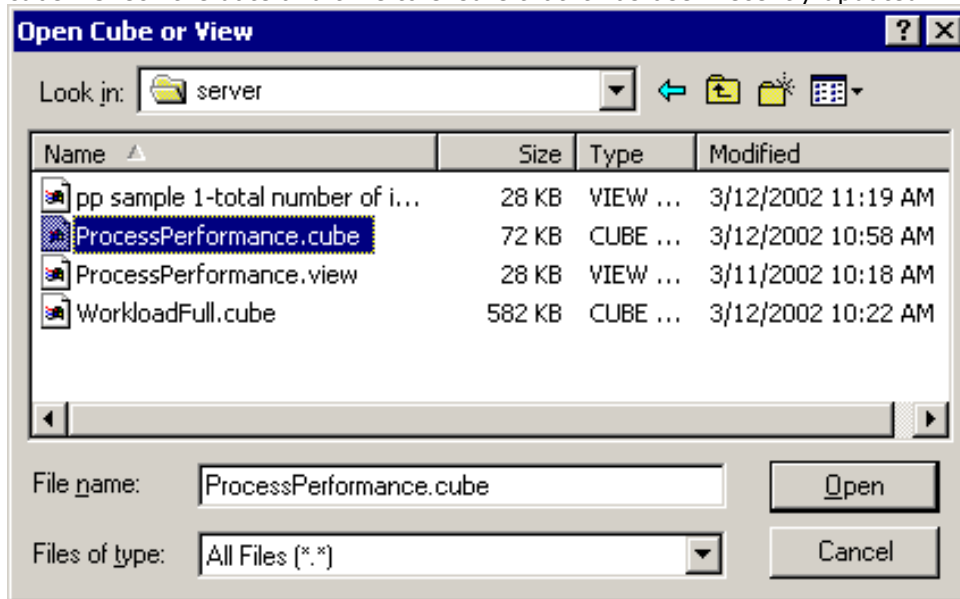 Open Cube or View
Look in: server
Name Size Type Modified
pp sample 1-total number of i... 28 KB VIEW ... 3/12/2002 11:19 AM
ProcessPerformance.cube 72 KB CUBE ... 3/12/2002 10:58 AM
ProcessPerformance.view 28 KB VIEW ... 3/11/2002 10:18 AM
WorkloadFull.cube 582 KB CUBE ... 3/12/2002 10:22 AM
File name: ProcessPerformance.cube Open
Files of type: All Files (*.*) Cancel